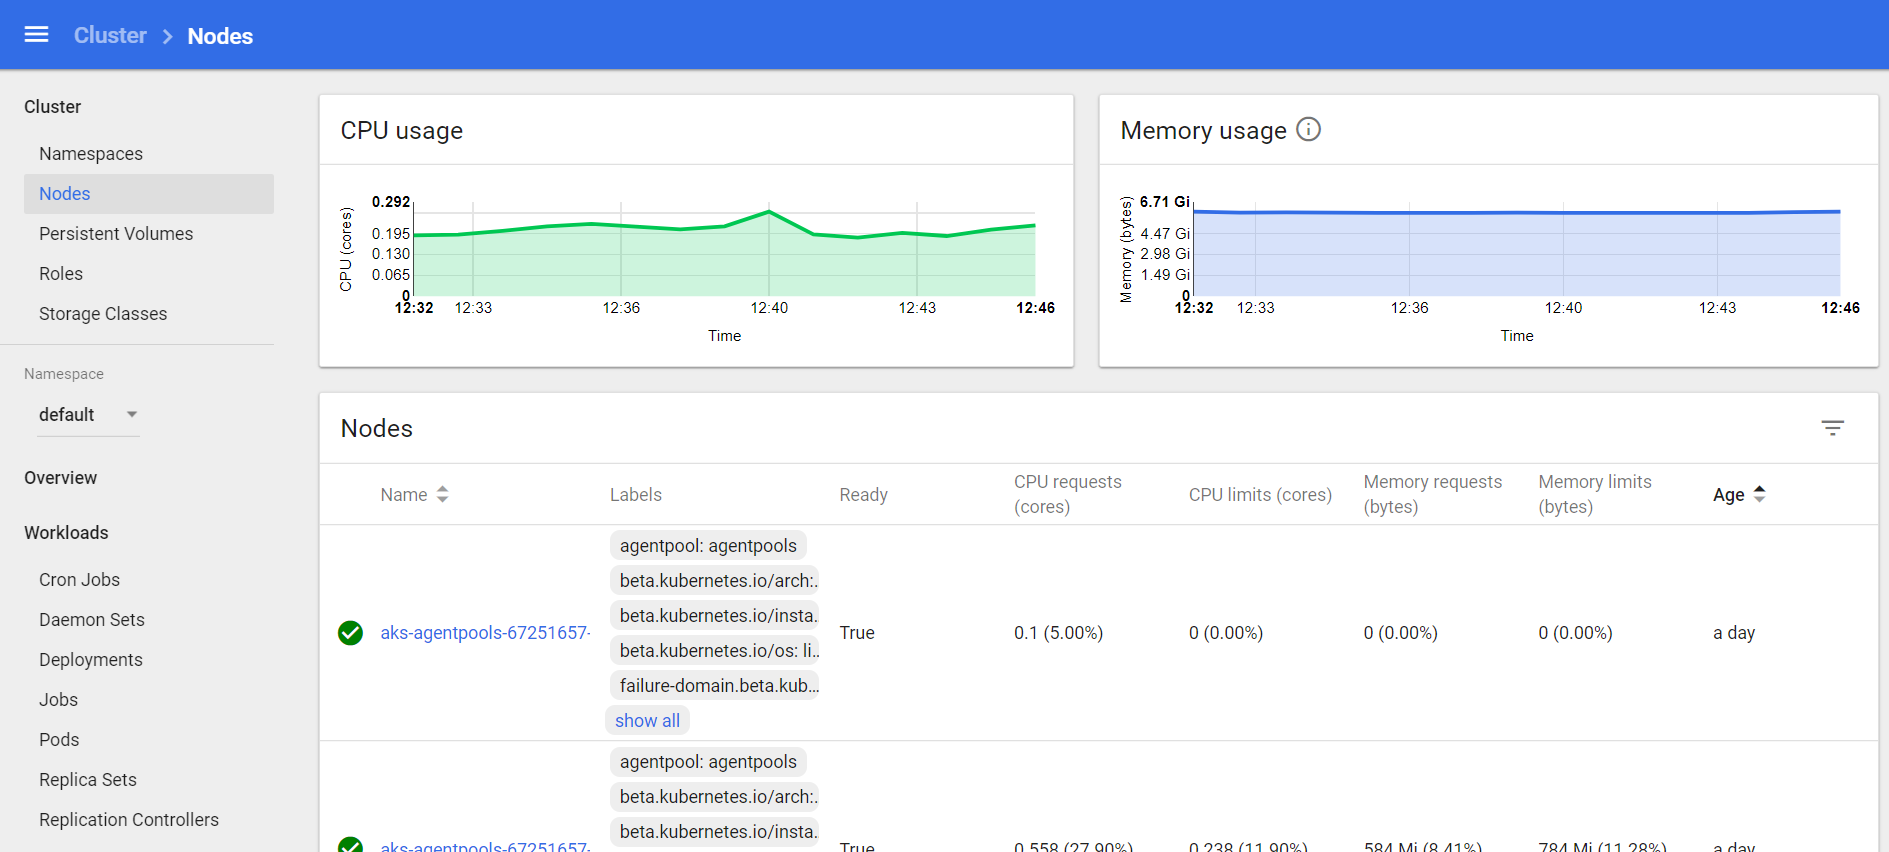 Cluster > Nodes
Cluster
Namespaces
Nodes
Persistent Volumes
Roles
Storage Classes
Namespace
default
Overview
Workloads
Cron Jobs
Daemon Sets
Deployments
Jobs
Pods
Replica Sets
Replication Controllers
CPU usage
CPU (cores)
0.292
0.195
0.130
0.065
0
12:32 12:33 12:36 12:40 12:43 12:46
Time
Memory usage
Memory (bytes)
6.71 Gi
4.47 Gi
2.98 Gi
1.49 Gi
0
12:32 12:33 12:36 12:40 12:43 12:46
Time
Nodes
Name Labels Ready CPU requests (cores) CPU limits (cores) Memory requests (bytes) Memory limits (bytes) Age
agentpool: agentpools
beta.kubernetes.io/arch:.
beta.kubernetes.io/insta.
beta.kubernetes.io/os: li..
failure-domain.beta.kub...
show all
aks-agentpools-67251657- True 0.1 (5.00%) 0 (0.00%) 0 (0.00%) 0 (0.00%) a day
agentpool: agentpools
beta.kubernetes.io/arch:.
beta.kubernetes.io/insta.
aks-agentpools-67251657- True 0.558 (27.90%) 0.238 (11.90%) 584 Mi (8.41%) 784 Mi (11.28%) a day